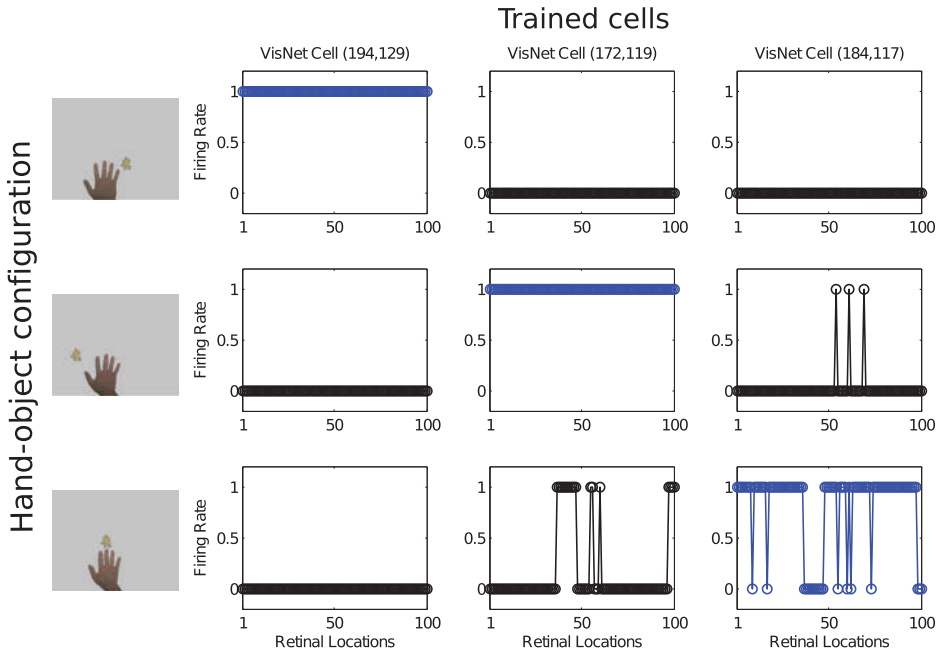 Trained cells
VisNet Cell (194,129)
VisNet Cell (172,119)
VisNet Cell (184,117)
Hand-object configuration
Firing Rate
1
0.5
0
1 50 100
1
0.5
0
1 50 100
1
0.5
0
1 50 100
Firing Rate
1
0.5
0
1 50 100
1
0.5
0
1 50 100
1
0.5
0
1 50 100
Firing Rate
1
0.5
0
1 50 100
Retinal Locations
1
0.5
0
1 50 100
Retinal Locations
1
0.5
0
1 50 100
Retinal Locations